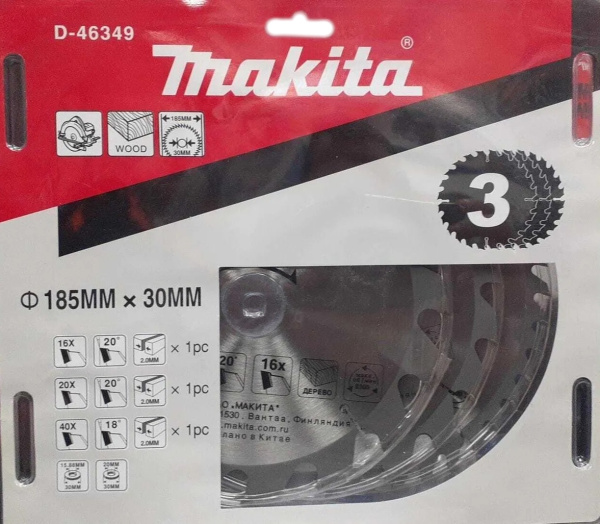 D-46349
makita®
WOOD
185MM
30MM
3
Φ 185MM × 30MM
16X 20° 2.0MM × 1pc
20X 20° 2.0MM × 1pc
40X 18° 2.0MM × 1pc
15.88MM 30MM
20MM 30MM
20° 16x ДЕРЕВО
О „МАКИТА"
1530, Вантаа, Финляндия
.makita.com.ru
лано в Китае